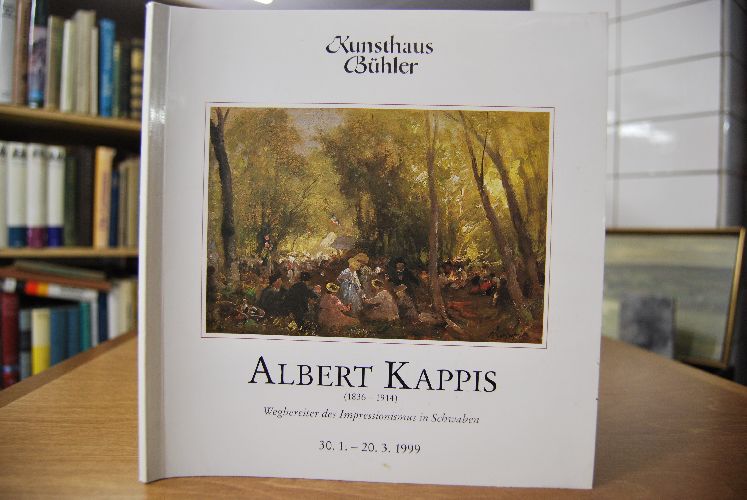 Kunsthaus
Bühler
ALBERT KAPPIS
(1836 – 1914)
Wegbereiter des Impressionismus in Schwaben
30. 1. – 20. 3. 1999